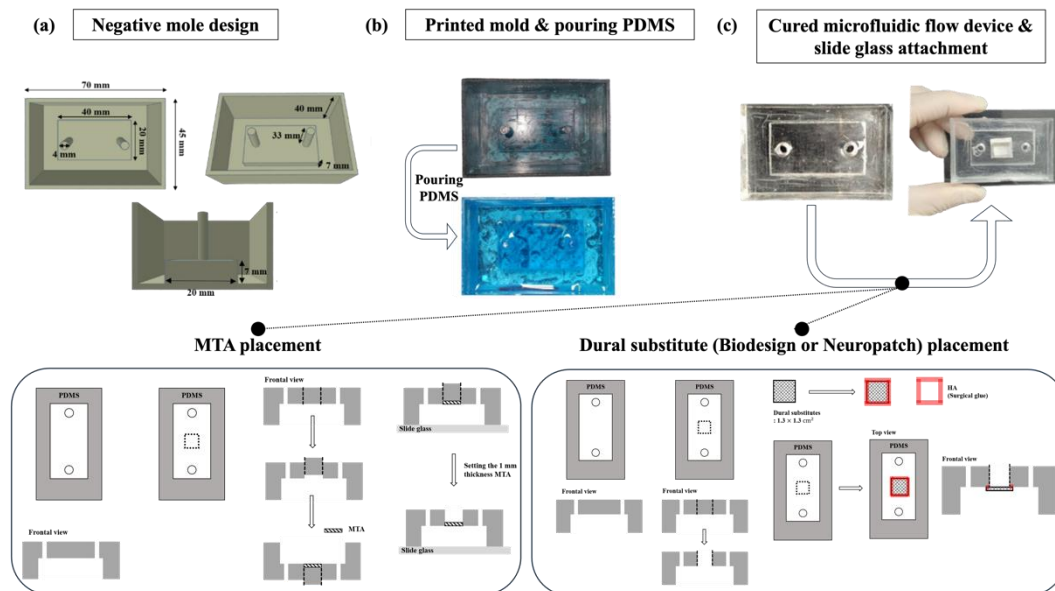 (a)
Negative mole design
(b)
Printed mold & pouring PDMS
(c)
Cured microfluidic flow device &
slide glass attachment
70 mm
40 mm
20 mm
45 mm
4 mm
40 mm
33 mm
7 mm
7 mm
20 mm
Pouring
PDMS
MTA placement
PDMS
PDMS
Frontal view
Frontal view
MTA
Slide glass
Setting the 1 mm
thickness MTA
Slide glass
Dural substitute (Biodesign or Neuropatch) placement
PDMS
PDMS
Frontal view
Frontal view
Dural substitutes
: 1.3 × 1.3 cm²
HA
(Surgical glue)
PDMS
Top view
PDMS
Frontal view